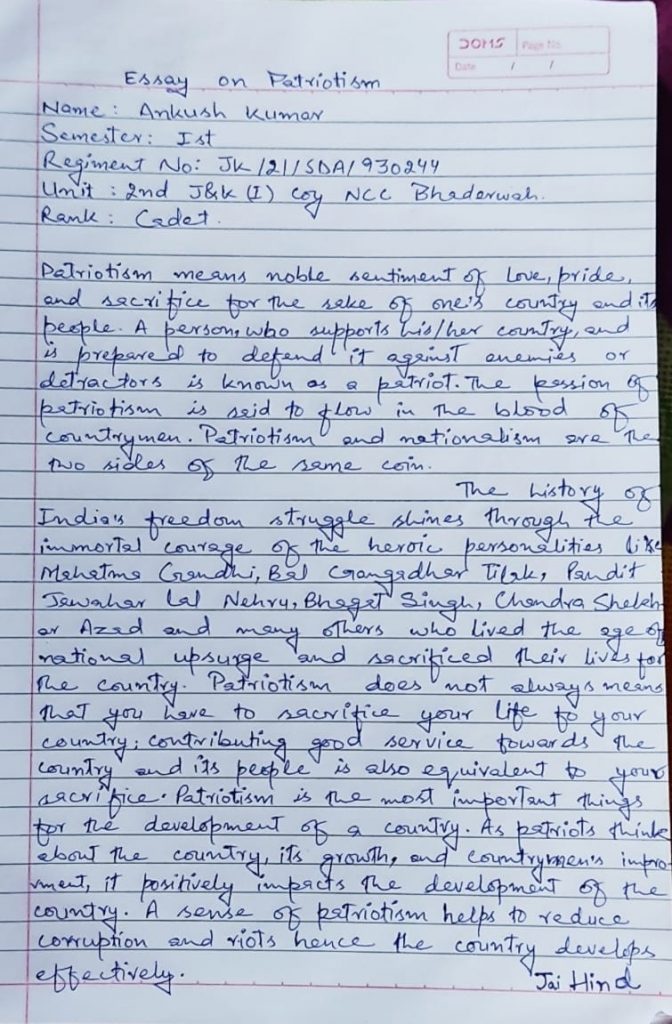 DOMS Page No.
Date / /
Essay on Patriotism
Name : Ankush Kumar
Semester : Ist
Regiment No: JK/21/SDA/930244
Unit : 2nd J&K (I) coy NCC Bhaderwah.
Rank : Cadet.
Patriotism means noble sentiment of Love, pride,
and sacrifice for the sake of one's country and its
people. A person, who supports his/her country, and
is prepared to defend it against enemies or
detractors is known as a patriot. The passion of
patriotism is said to flow in the blood of
countrymen. Patriotism and nationalism are the
two sides of the same coin.
The history of
India's freedom struggle shines through the
immortal courage of the heroic personalities like
Mahatma Gandhi, Bal Gangadhar Tilak, Pandit
Jawahar Lal Nehru, Bhagat Singh, Chandra Shekh
ar Azad and many others who lived the age of
national upsurge and sacrificed their lives for
the country. Patriotism does not always means
that you have to sacrifice your life fo your
country; contributing good service towards the
country and its people is also equivalent to your
sacrifice. Patriotism is the most important things
for the development of a country. As patriots think
about the country, its growth, and countrymen's impro-
vment, it positively impacts the development of the
country. A sense of patriotism helps to reduce
corruption and riots hence the country develops
effectively.
Jai Hind